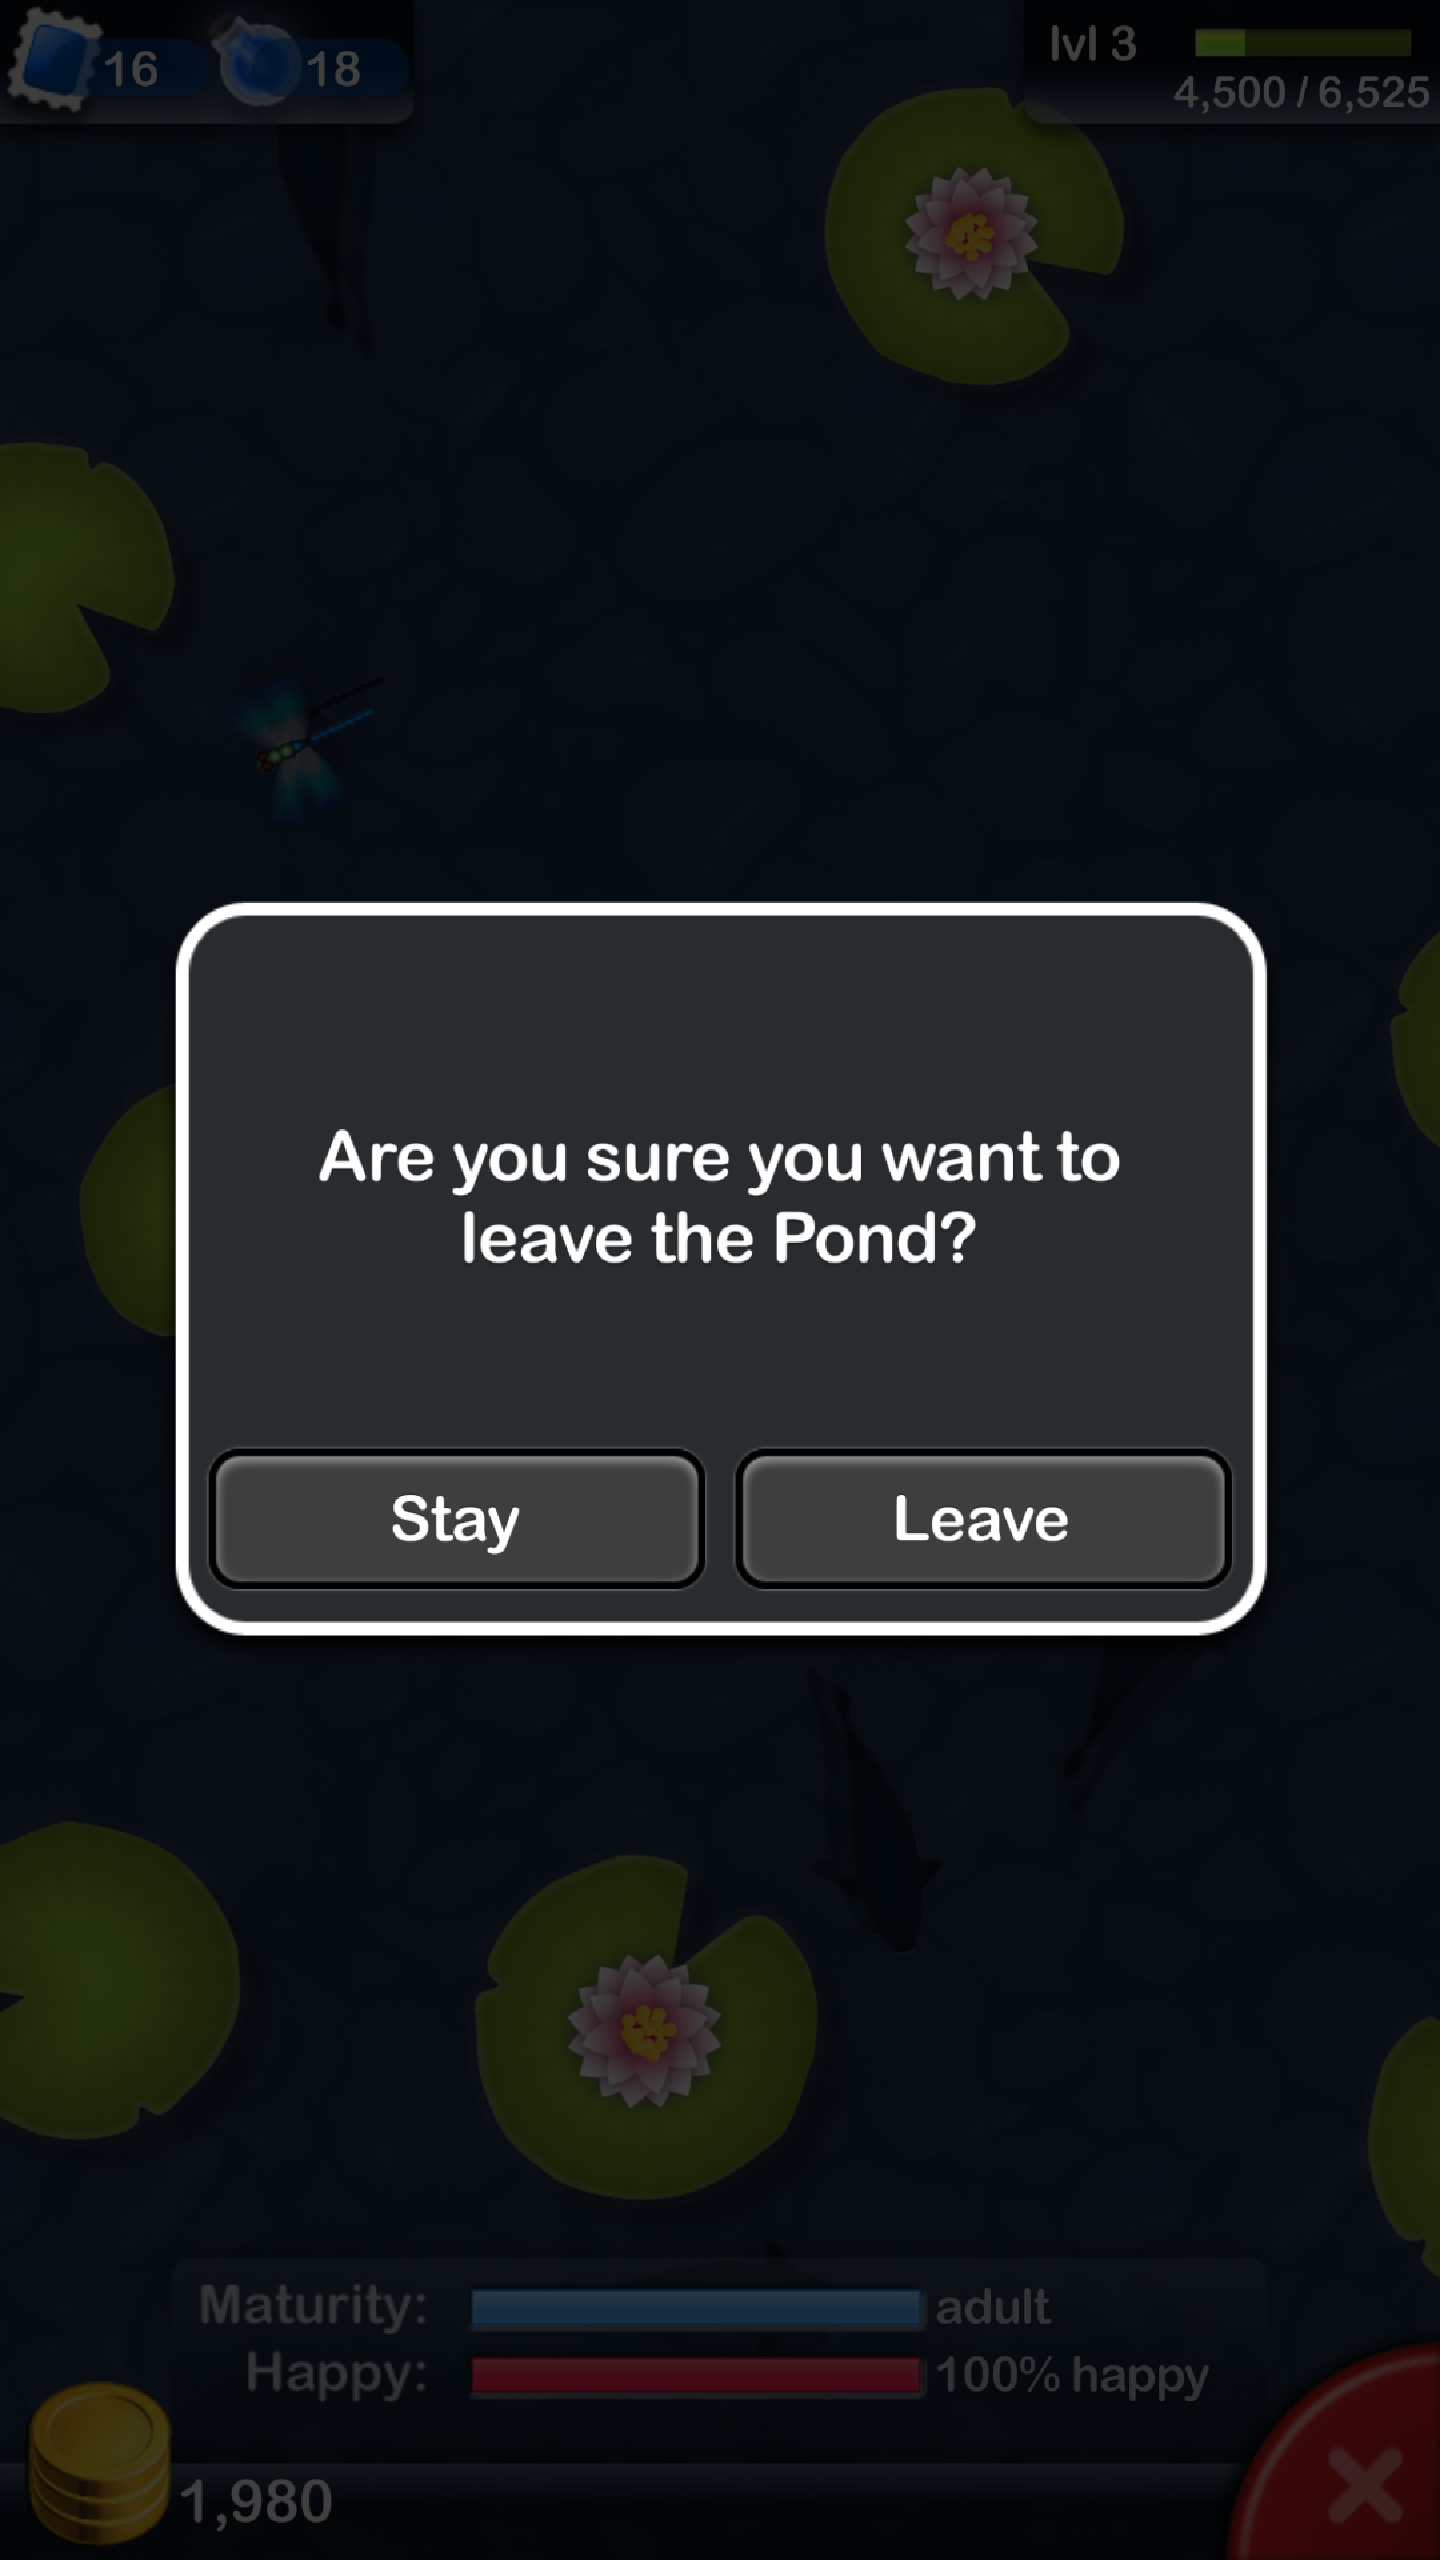 16
18
lvl 3
4,500 / 6,525
Are you sure you want to
leave the Pond?
Stay
Leave
Maturity:
adult
Happy:
100% happy
1,980